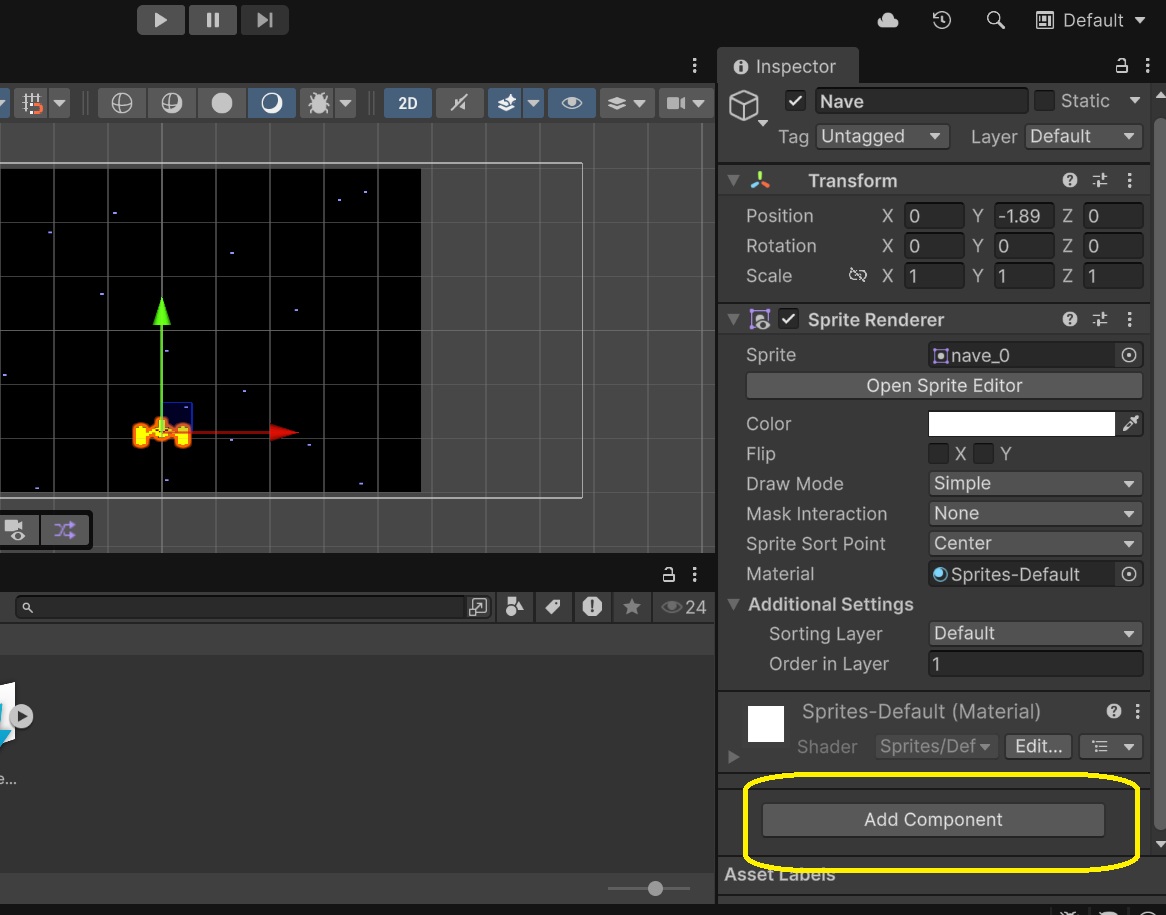 Default
Inspector
2D
Nave
Static
Tag Untagged Layer Default
Transform
Position X 0 Y -1.89 Z 0
Rotation X 0 Y 0 Z 0
Scale X 1 Y 1 Z 1
Sprite Renderer
Sprite nave_0
Open Sprite Editor
Color
Flip X Y
Draw Mode Simple
Mask Interaction None
Sprite Sort Point Center
Material Sprites-Default
24
Additional Settings
Sorting Layer Default
Order in Layer 1
Sprites-Default (Material)
Shader Sprites/Def Edit...
e...
Add Component
Asset Labels